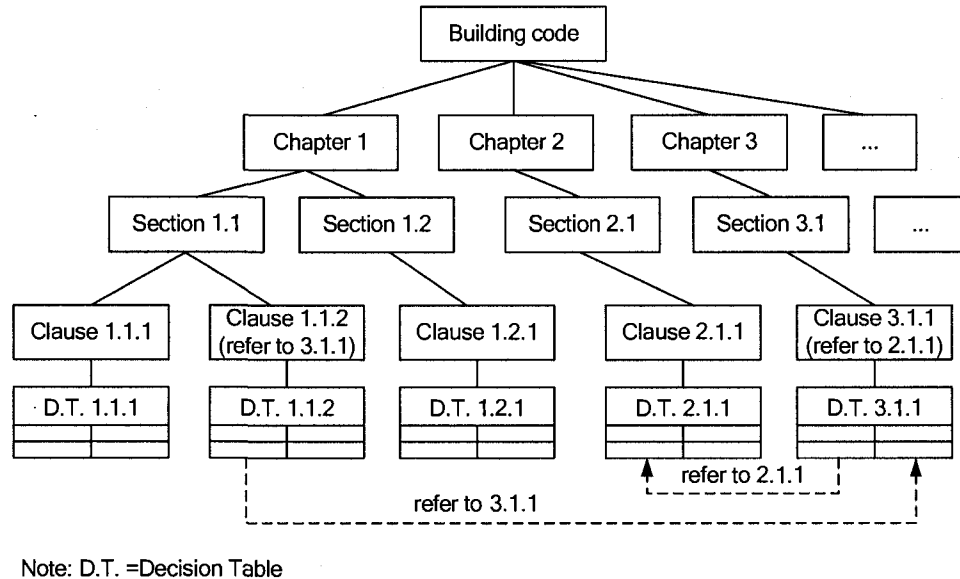 Building code
Chapter 1
Chapter 2
Chapter 3
...
Section 1.1
Section 1.2
Section 2.1
Section 3.1
...
Clause 1.1.1
Clause 1.1.2
(refer to 3.1.1)
Clause 1.2.1
Clause 2.1.1
Clause 3.1.1
(refer to 2.1.1)
D.T. 1.1.1
D.T. 1.1.2
D.T. 1.2.1
D.T. 2.1.1
D.T. 3.1.1
refer to 2.1.1
refer to 3.1.1
Note: D.T. =Decision Table